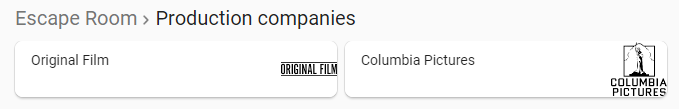 Escape Room › Production companies
Original Film
ORIGINAL FILM
Columbia Pictures
COLUMBIA
PICTURES